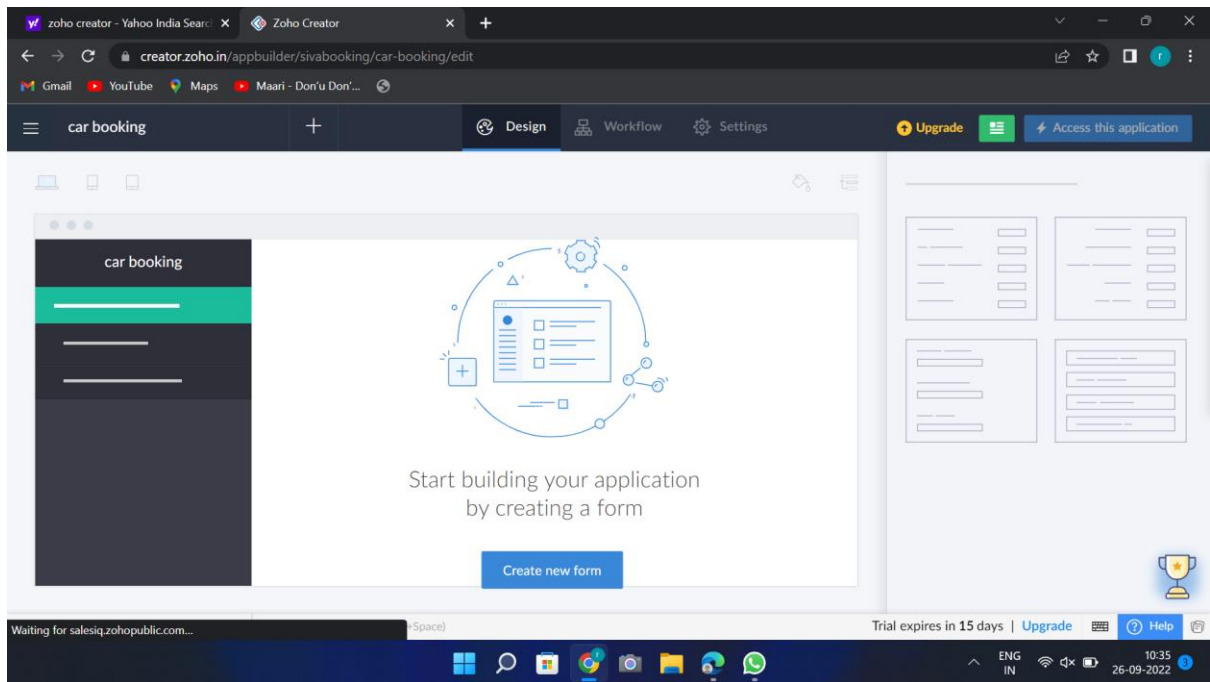 zoho creator - Yahoo India Searc
Zoho Creator
creator.zoho.in/appbuilder/sivabooking/car-booking/edit
Gmail YouTube Maps Maari - Don'u Don'...
car booking
Design Workflow Settings
Upgrade
Access this application
car booking
Start building your application
by creating a form
Create new form
Waiting for salesiq.zohopublic.com...
+Space)
Trial expires in 15 days | Upgrade
Help
ENG
IN
10:35
26-09-2022
3